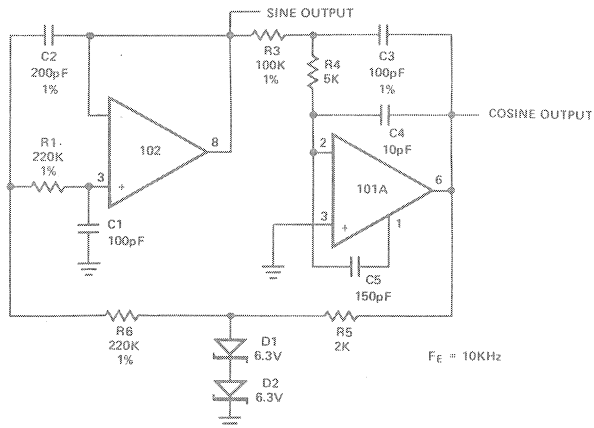 SINE OUTPUT
C2
200pF
1%
R3
100K
1%
R4
5K
C3
100pF
1%
COSINE OUTPUT
C4
10pF
R1.
220K
1%
102
8
3
+
C1
100pF
2
101A
6
3
+
1
C5
150pF
R6
220K
1%
R5
2K
D1
6.3V
D2
6.3V
FE = 10KHz